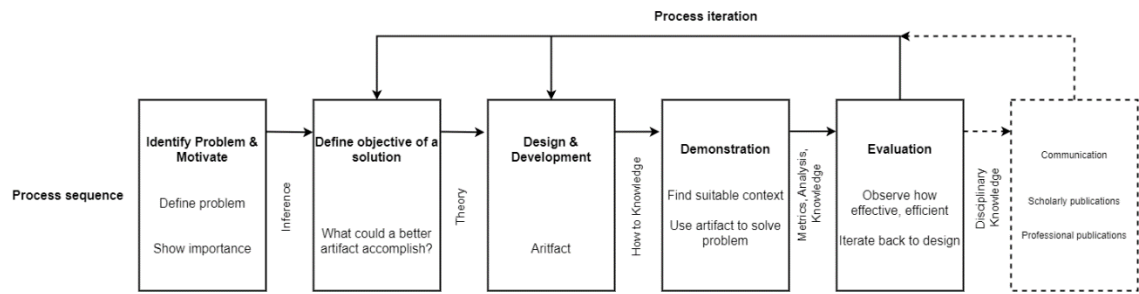 Process iteration
Process sequence
Identify Problem &
Motivate
Define problem
Show importance
Inference
Define objective of a
solution
What could a better
artifact accomplish?
Theory
Design &
Development
Aritfact
How to Knowledge
Demonstration
Find suitable context
Use artifact to solve
problem
Metrics, Analysis,
Knowledge
Evaluation
Observe how
effective, efficient
Iterate back to design
Disciplinary
Knowledge
Communication
Scholarly publications
Professional publications